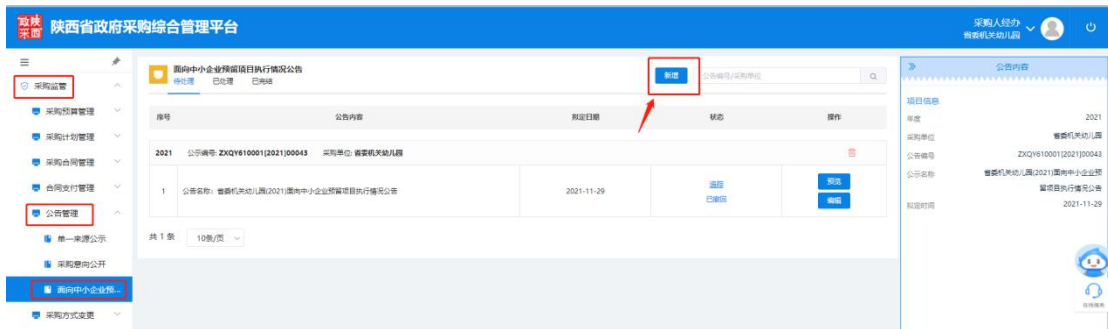 政陕
采西
陕西省政府采购综合管理平台
采购人经办
省委机关幼儿园
采购监管
采购预算管理
采购计划管理
采购合同管理
合同支付管理
公告管理
单一来源公示
采购意向公开
面向中小企业预...
采购方式变更
面向中小企业预留项目执行情况公告
待处理 已处理 已完结
新增
公告编号/采购单位
序号 公告内容 拟定日期 状态 操作
2021 公示编号: ZXQY610001[2021]00043 采购单位: 省委机关幼儿园
1 公告名称：省委机关幼儿园(2021)面向中小企业预留项目执行情况公告 2021-11-29
追踪
已撤回
预览
编辑
共 1 条 10条/页
公告内容
项目信息
年度 2021
采购单位 省委机关幼儿园
公告编号 ZXQY610001[2021]00043
公示名称 省委机关幼儿园(2021)面向中小企业预
留项目执行情况公告
拟定时间 2021-11-29
在线服务